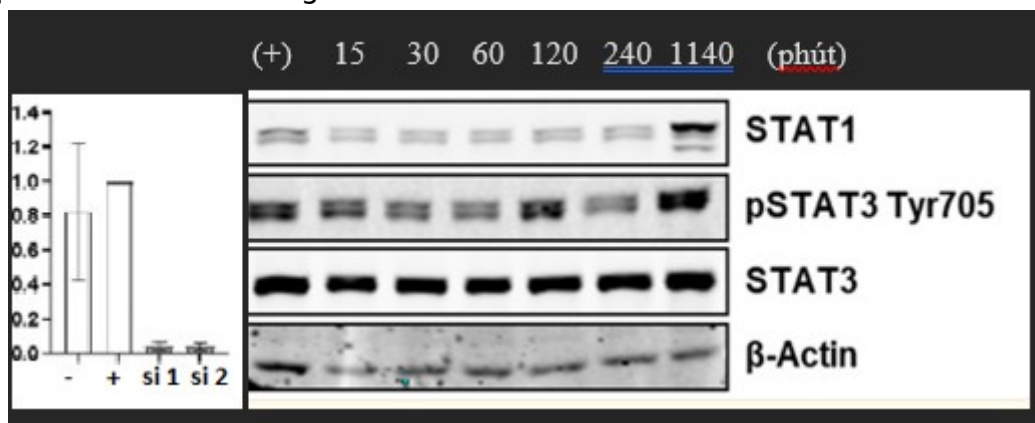 (+) 15 30 60 120 240 1140 (phút)
1.4
1.2
1.0
0.8
0.6
0.4
0.2
0.0
- + si 1 si 2
STAT1
pSTAT3 Tyr705
STAT3
β-Actin